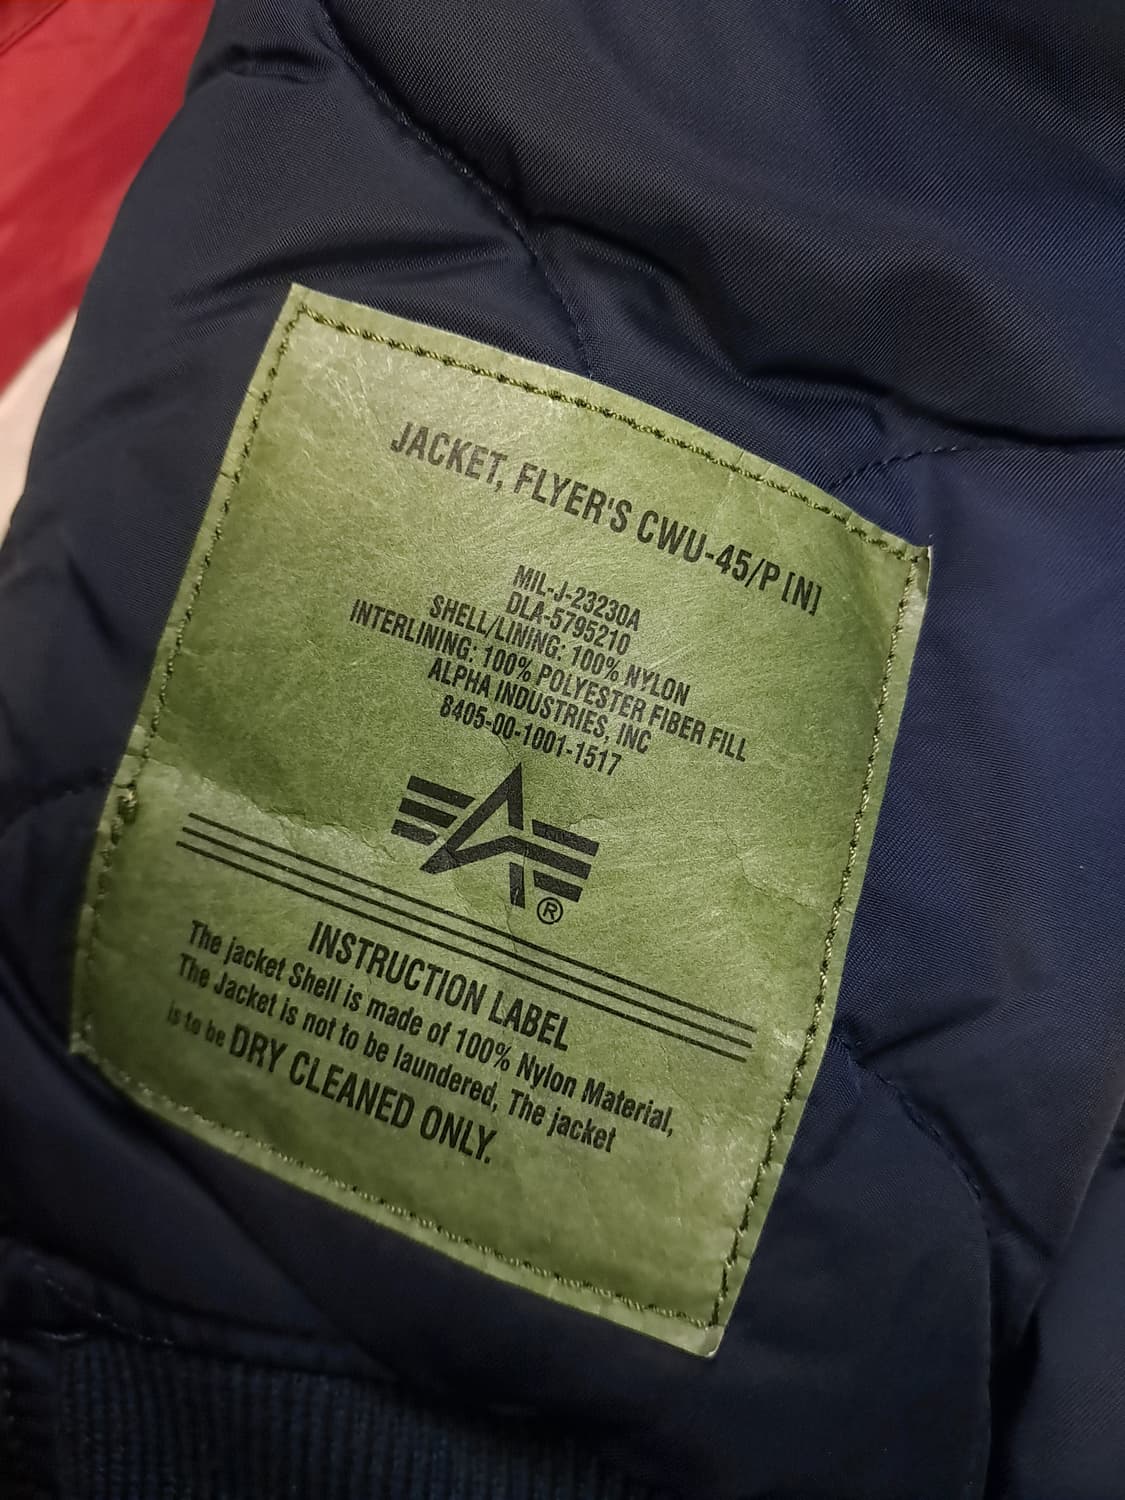 JACKET, FLYER'S CWU-45/P [N]
MIL-J-23230A
DLA-5795210
SHELL/LINING: 100% NYLON
INTERLINING: 100% POLYESTER FIBER FILL
ALPHA INDUSTRIES, INC
8405-00-1001-1517
®
INSTRUCTION LABEL
The jacket Shell is made of 100% Nylon Material,
The Jacket is not to be laundered, The jacket
is to be DRY CLEANED ONLY.